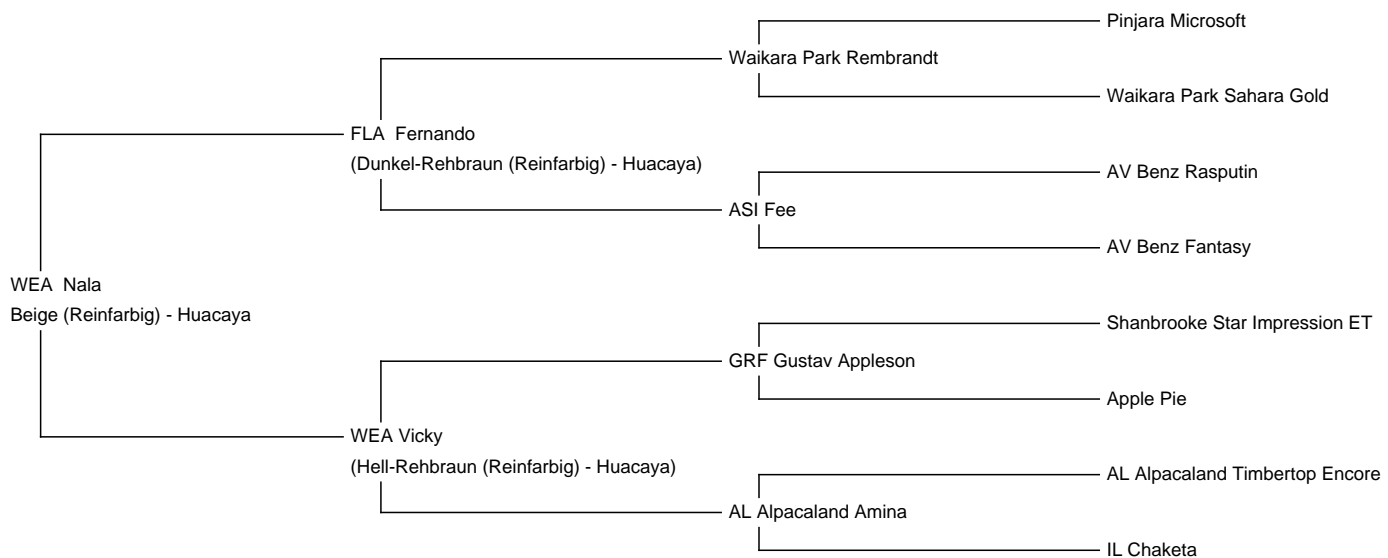 Pinjara Microsoft
Waikara Park Rembrandt
Waikara Park Sahara Gold
FLA  Fernando
(Dunkel-Rehbraun (Reinfarbig) - Huacaya)
AV Benz Rasputin
ASI Fee
AV Benz Fantasy
WEA  Nala
Beige (Reinfarbig) - Huacaya
Shanbrooke Star Impression ET
GRF Gustav Appleson
Apple Pie
WEA Vicky
(Hell-Rehbraun (Reinfarbig) - Huacaya)
AL Alpacaland Timbertop Encore
AL Alpacaland Amina
IL Chaketa